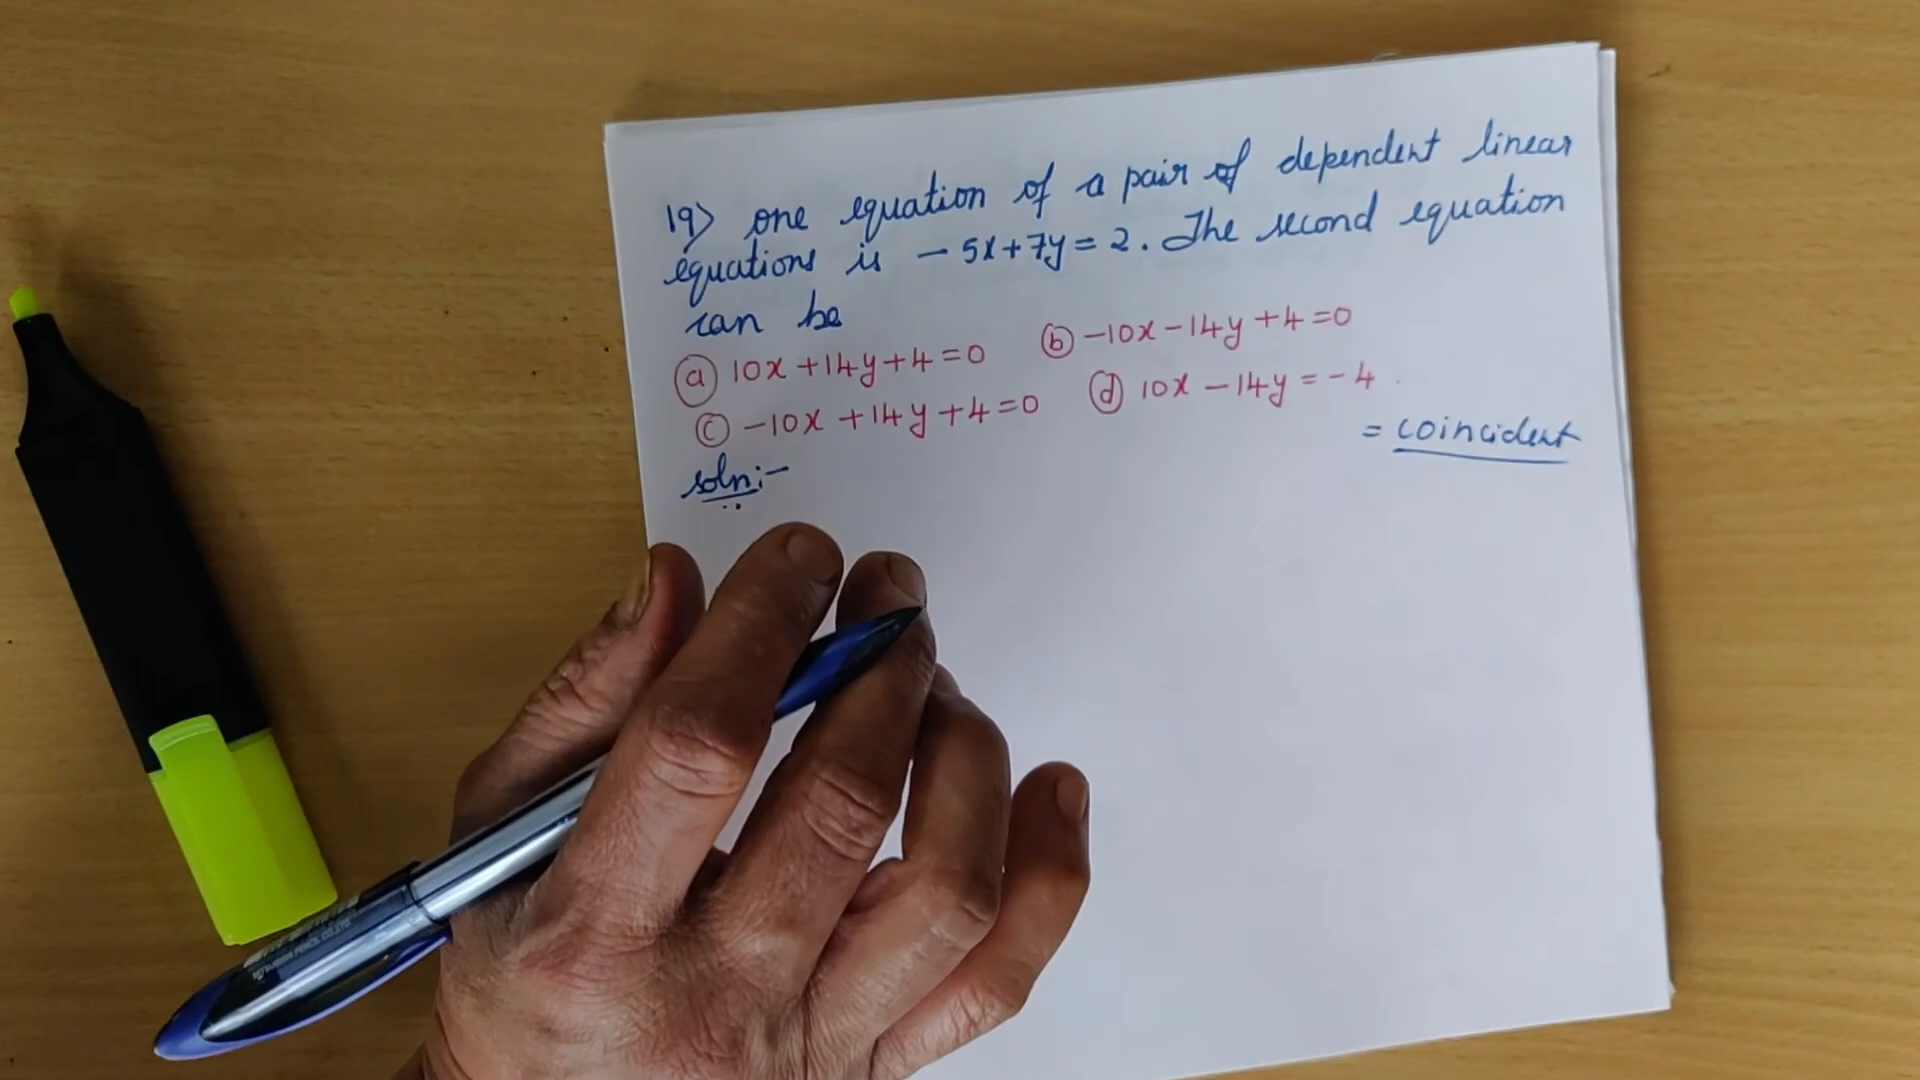 19) one equation of a pair of dependent linear
equations is - 5x + 7y = 2. The second equation
can be
(a) 10x + 14y + 4 = 0 (b) -10x - 14y + 4 = 0
(c) -10x + 14y + 4 = 0 (d) 10x - 14y = - 4
= coincident
soln:-